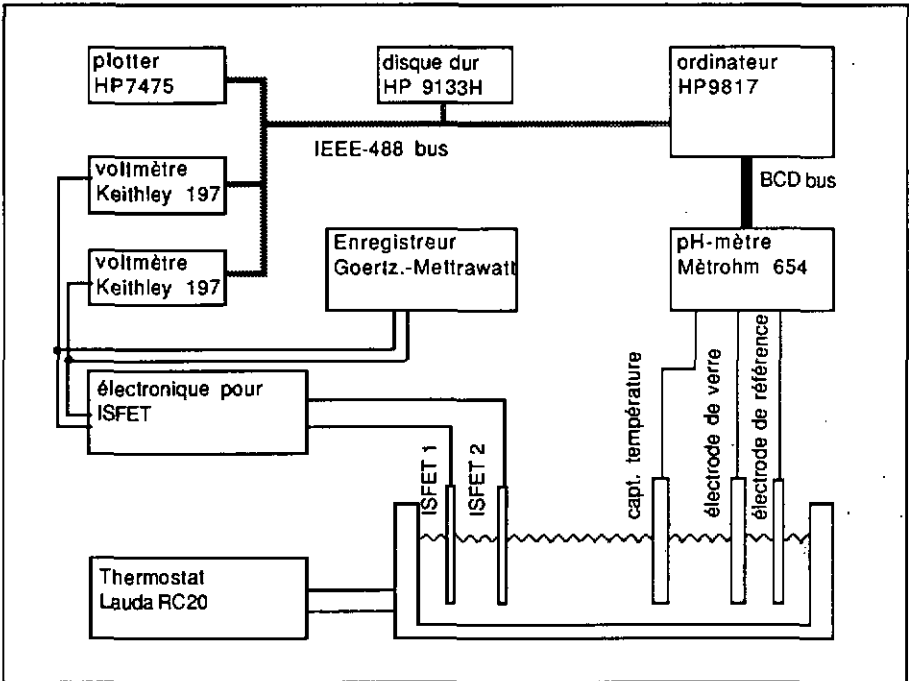 plotter
HP7475
disque dur
HP 9133H
ordinateur
HP9817
IEEE-488 bus
BCD bus
voltmètre
Keithley 197
voltmètre
Keithley 197
Enregistreur
Goertz.-Mettrawatt
pH-mètre
Mètrohm 654
électronique pour
ISFET
ISFET 1
ISFET 2
capt. température
électrode de verre
électrode de référence
Thermostat
Lauda RC20